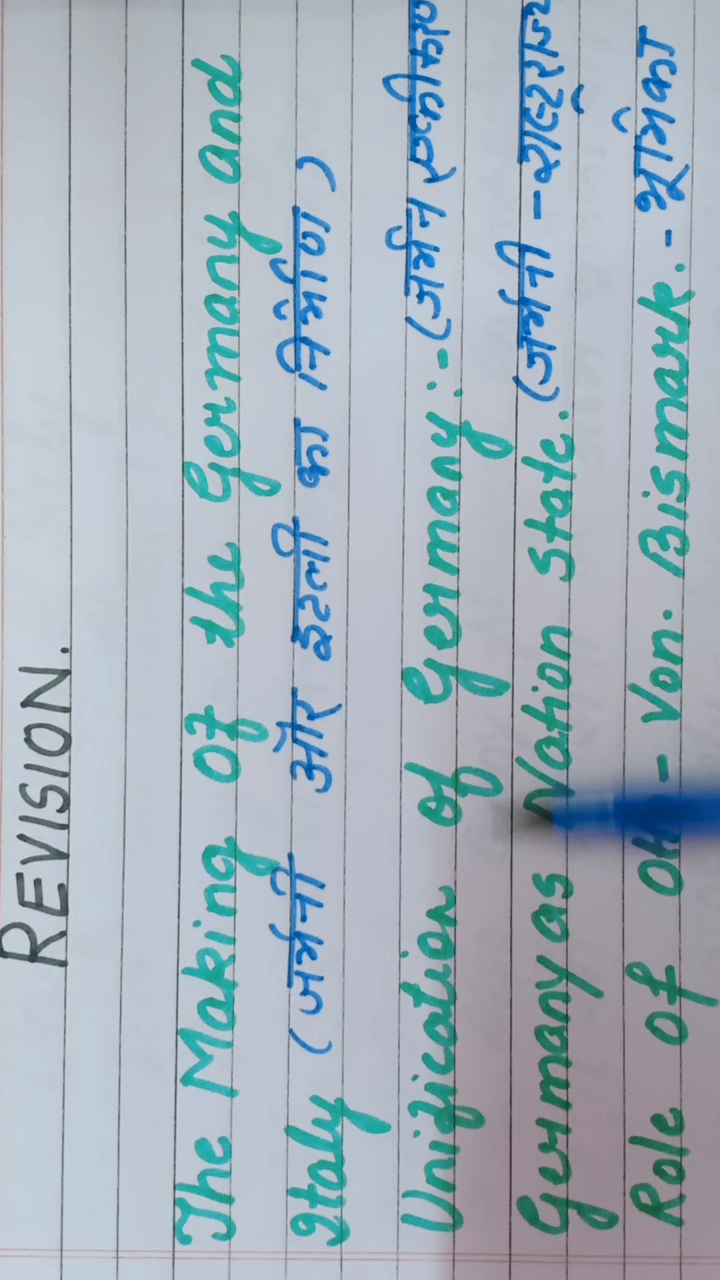 REVISION.
The Making of the Germany and
Italy (जर्मनी और इटली का निर्माण)
Unification of Germany:-(जर्मन एकीकरण
Germany as Nation state. (जर्मनी -राष्ट्रराज्य
Role of Otto - Von. Bismark. - भूमिका